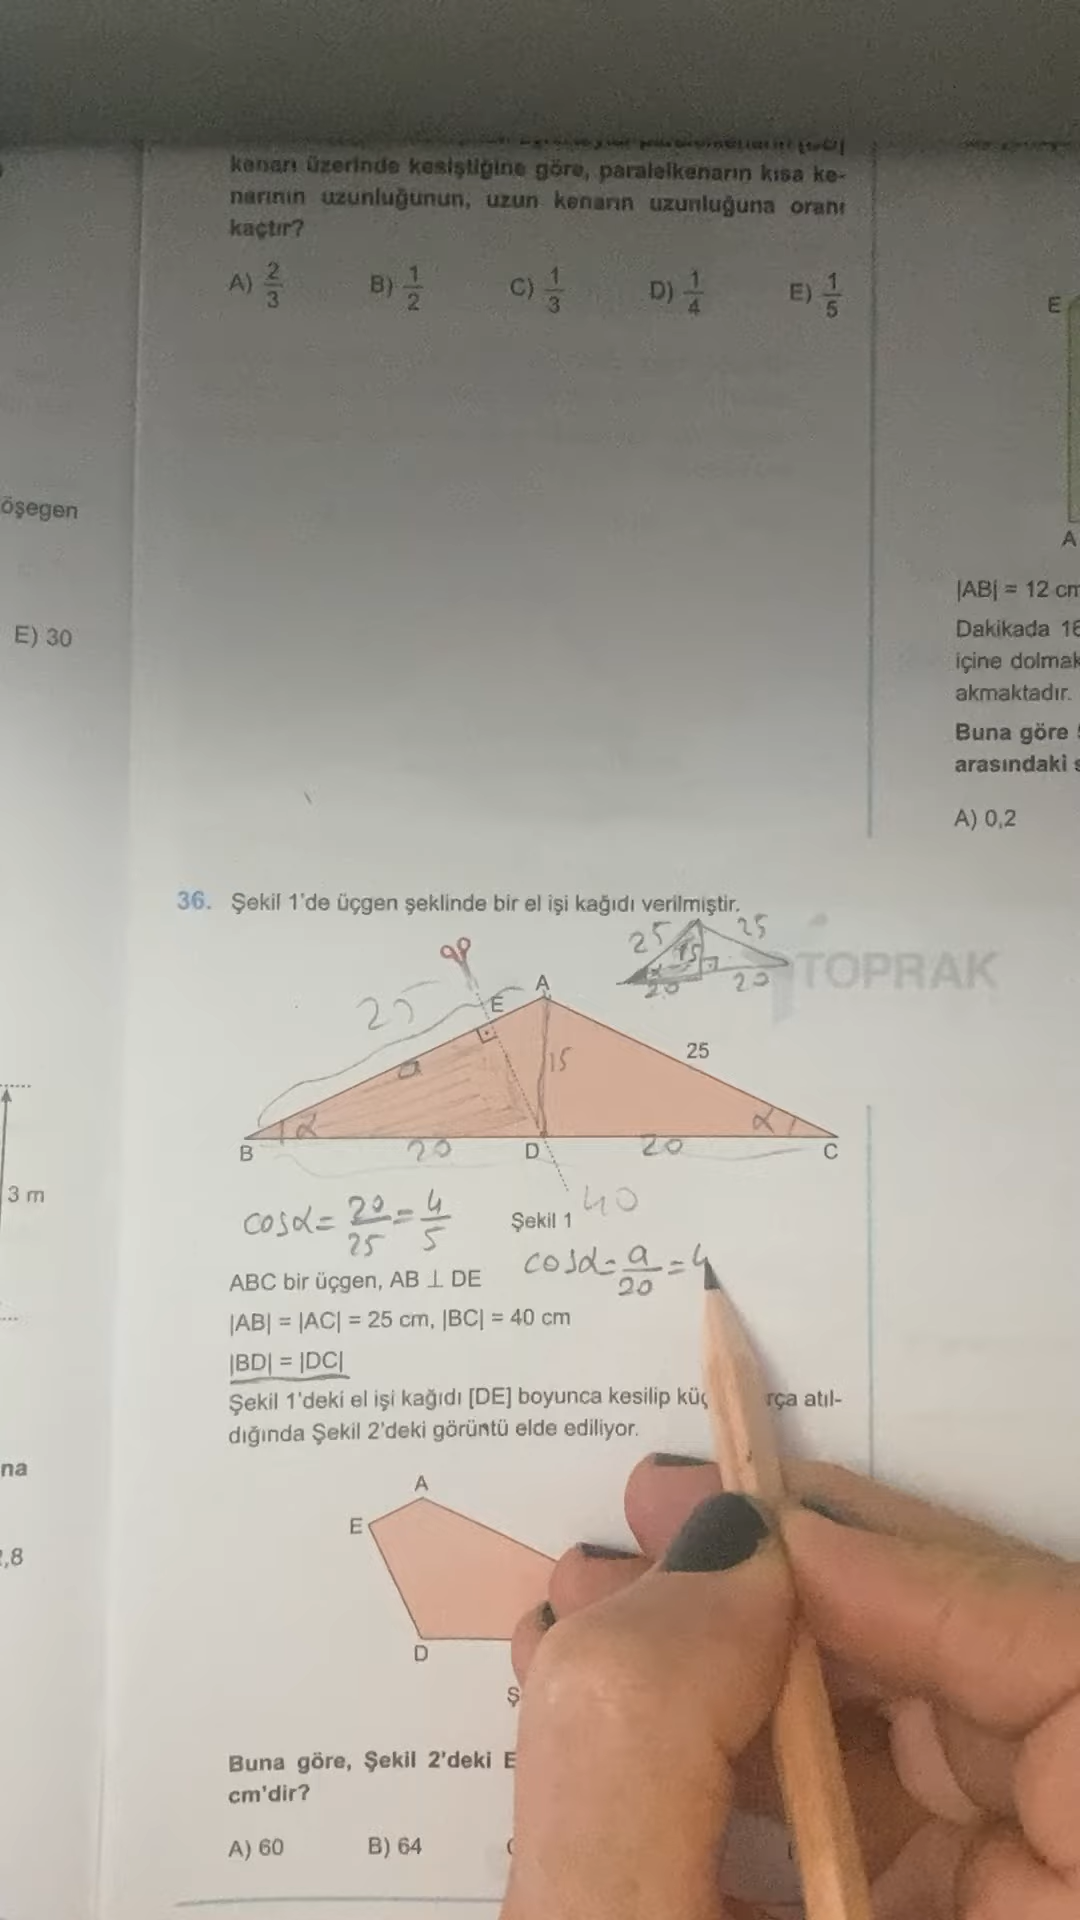 kenarı üzerinde kesiştiğine göre, paralelkenarın kısa ke-
narının uzunluğunun, uzun kenarın uzunluğuna oranı
kaçtır?
A) 2/3 B) 1/2 C) 1/3 D) 1/4 E) 1/5
öşegen
E) 30
3 m
na
,8
E
A
|AB| = 12 cm
Dakikada
içine dolmak
akmaktadır.
Buna göre
arasındaki
A) 0,2
36. Şekil 1'de üçgen şeklinde bir el işi kağıdı verilmiştir.
TOPRAK
25 25
15
α
20 20
25
E A
25
a
15
α α
B 20 D 20 C
40
Şekil 1
cosα = 20/25 = 4/5
cosα = a/20 = 4
ABC bir üçgen, AB ⊥ DE
|AB| = |AC| = 25 cm, |BC| = 40 cm
|BD| = |DC|
Şekil 1'deki el işi kağıdı [DE] boyunca kesilip küç rça atıl-
dığında Şekil 2'deki görüntü elde ediliyor.
A
E
D
Ş
Buna göre, Şekil 2'deki E
cm'dir?
A) 60 B) 64